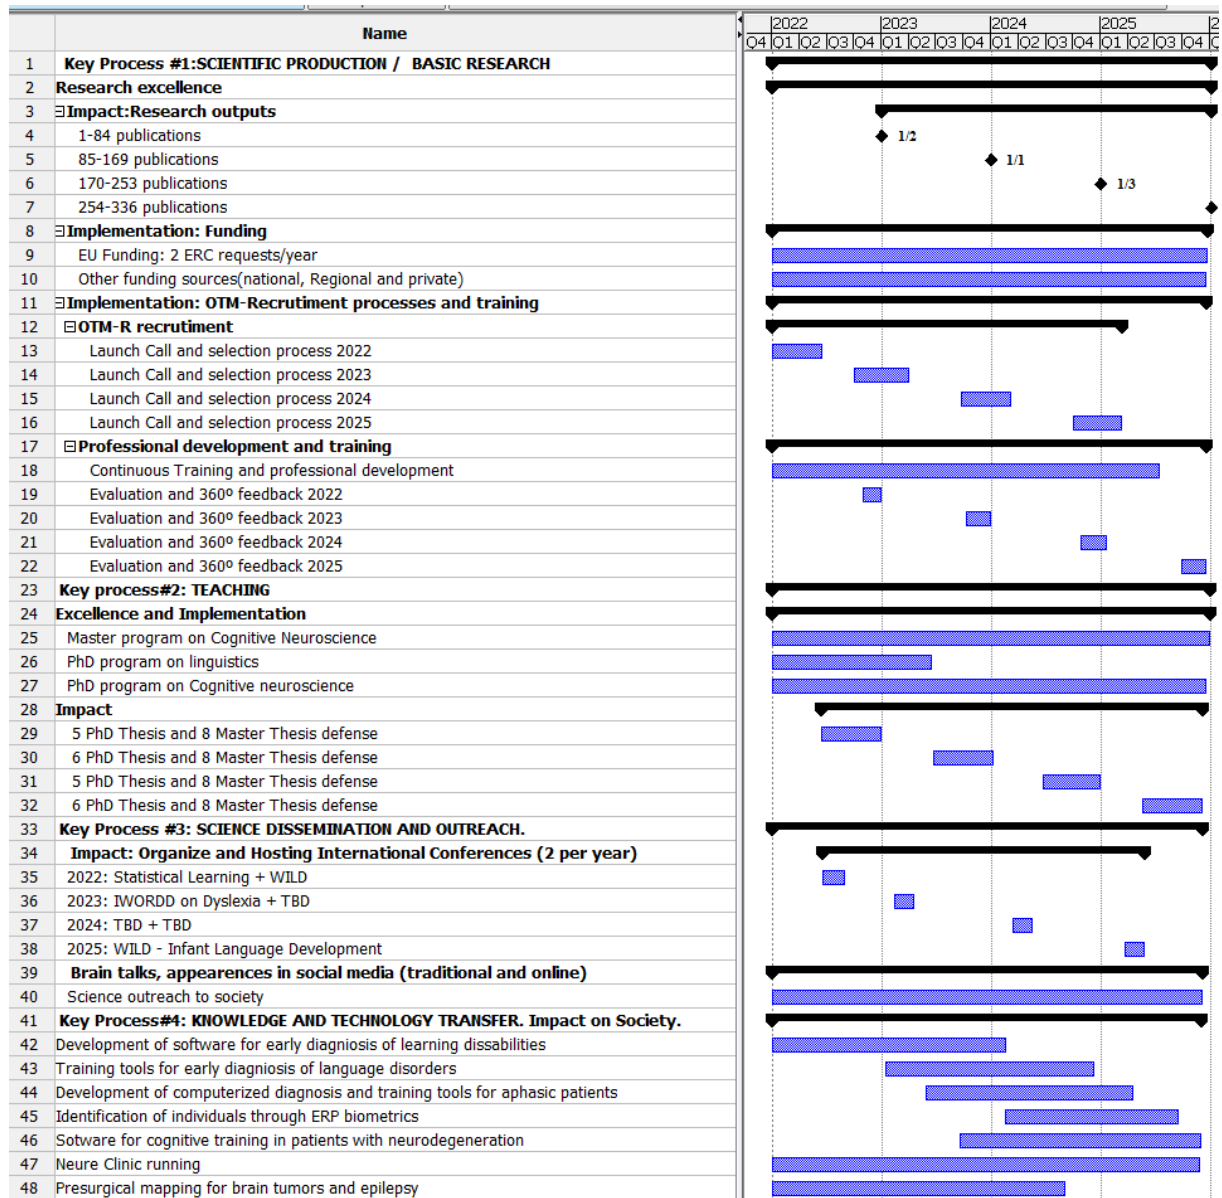 Name
2022 2023 2024 2025 2
Q4 Q1 Q2 Q3 Q4 Q1 Q2 Q3 Q4 Q1 Q2 Q3 Q4 Q1 Q2 Q3 Q4
1 Key Process #1:SCIENTIFIC PRODUCTION / BASIC RESEARCH
2 Research excellence
3 Impact:Research outputs
4 1-84 publications 1/2
5 85-169 publications 1/1
6 170-253 publications 1/3
7 254-336 publications
8 Implementation: Funding
9 EU Funding: 2 ERC requests/year
10 Other funding sources(national, Regional and private)
11 Implementation: OTM-Recrutiment processes and training
12 OTM-R recrutiment
13 Launch Call and selection process 2022
14 Launch Call and selection process 2023
15 Launch Call and selection process 2024
16 Launch Call and selection process 2025
17 Professional development and training
18 Continuous Training and professional development
19 Evaluation and 360º feedback 2022
20 Evaluation and 360º feedback 2023
21 Evaluation and 360º feedback 2024
22 Evaluation and 360º feedback 2025
23 Key process#2: TEACHING
24 Excellence and Implementation
25 Master program on Cognitive Neuroscience
26 PhD program on linguistics
27 PhD program on Cognitive neuroscience
28 Impact
29 5 PhD Thesis and 8 Master Thesis defense
30 6 PhD Thesis and 8 Master Thesis defense
31 5 PhD Thesis and 8 Master Thesis defense
32 6 PhD Thesis and 8 Master Thesis defense
33 Key Process #3: SCIENCE DISSEMINATION AND OUTREACH.
34 Impact: Organize and Hosting International Conferences (2 per year)
35 2022: Statistical Learning + WILD
36 2023: IWORDD on Dyslexia + TBD
37 2024: TBD + TBD
38 2025: WILD - Infant Language Development
39 Brain talks, appearences in social media (traditional and online)
40 Science outreach to society
41 Key Process#4: KNOWLEDGE AND TECHNOLOGY TRANSFER. Impact on Society.
42 Development of software for early diagniosis of learning dissabilities
43 Training tools for early diagniosis of language disorders
44 Development of computerized diagnosis and training tools for aphasic patients
45 Identification of individuals through ERP biometrics
46 Sotware for cognitive training in patients with neurodegeneration
47 Neure Clinic running
48 Presurgical mapping for brain tumors and epilepsy